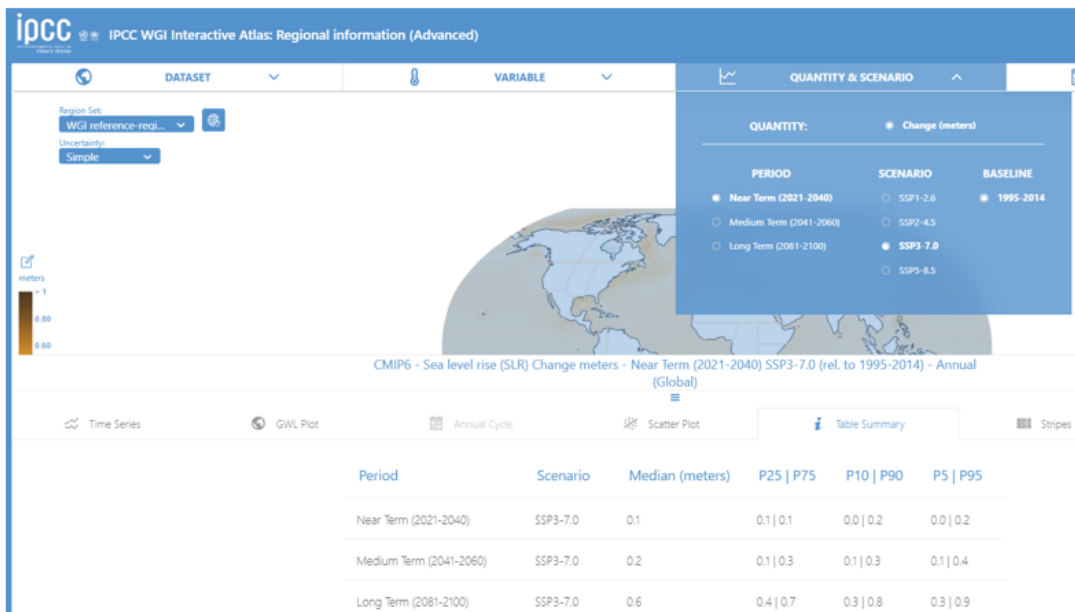 ipcc
IPCC WGI Interactive Atlas: Regional information (Advanced)
DATASET
VARIABLE
QUANTITY & SCENARIO
Region Set:
WGI reference-regi...
Uncertainty:
Simple
QUANTITY:
Change (meters)
PERIOD SCENARIO BASELINE
Near Term (2021-2040) SSP1-2.6 1995-2014
Medium Term (2041-2060) SSP2-4.5
Long Term (2081-2100) SSP3-7.0
SSP5-8.5
meters
> 1
0.80
0.60
CMIP6 - Sea level rise (SLR) Change meters - Near Term (2021-2040) SSP3-7.0 (rel. to 1995-2014) - Annual
(Global)
Time Series GWL Plot Annual Cycle Scatter Plot Table Summary Stripes
Period Scenario Median (meters) P25 | P75 P10 | P90 P5 | P95
Near Term (2021-2040) SSP3-7.0 0.1 0.1 | 0.1 0.0 | 0.2 0.0 | 0.2
Medium Term (2041-2060) SSP3-7.0 0.2 0.1 | 0.3 0.1 | 0.3 0.1 | 0.4
Long Term (2081-2100) SSP3-7.0 0.6 0.4 | 0.7 0.3 | 0.8 0.3 | 0.9